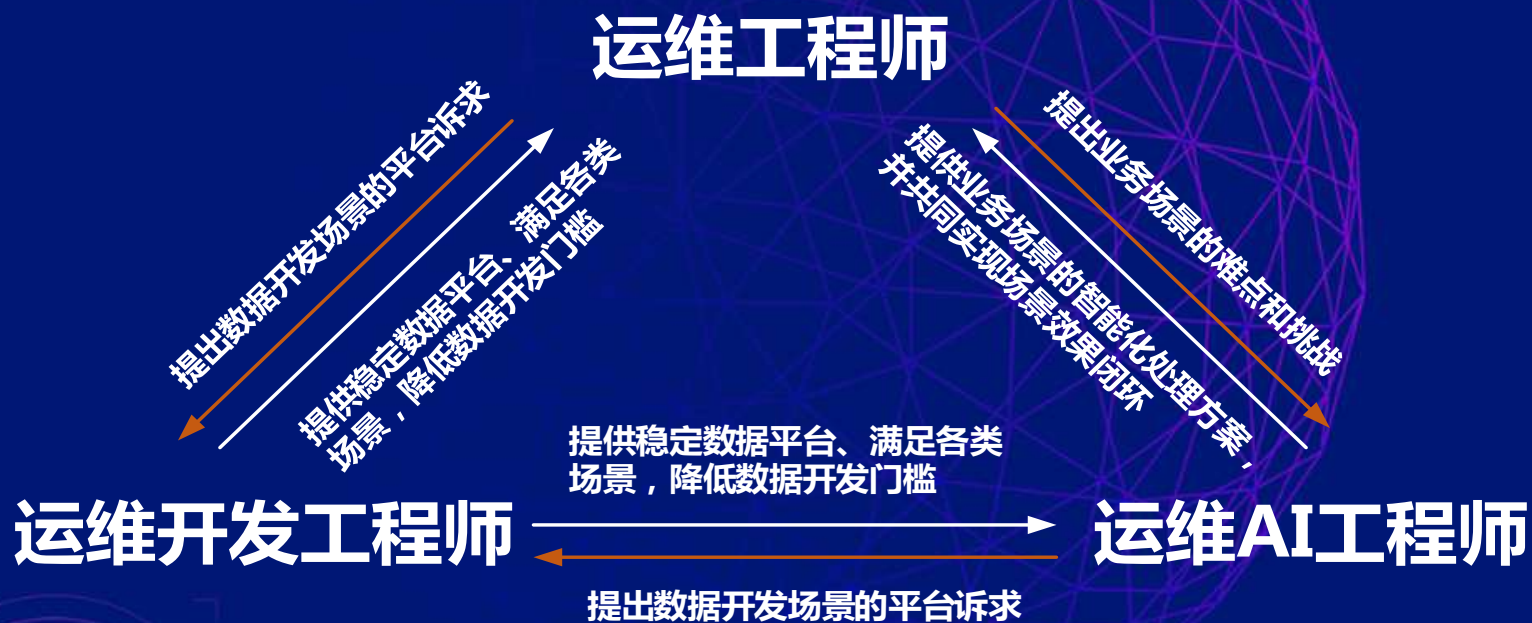 运维工程师
提出数据开发场景的平台诉求
提供稳定数据平台、满足各类
场景，降低数据开发门槛
提出业务场景的难点和挑战
提供业务场景的智能化处理方案，
并共同实现场景效果闭环
提供稳定数据平台、满足各类
场景，降低数据开发门槛
运维开发工程师
运维AI工程师
提出数据开发场景的平台诉求